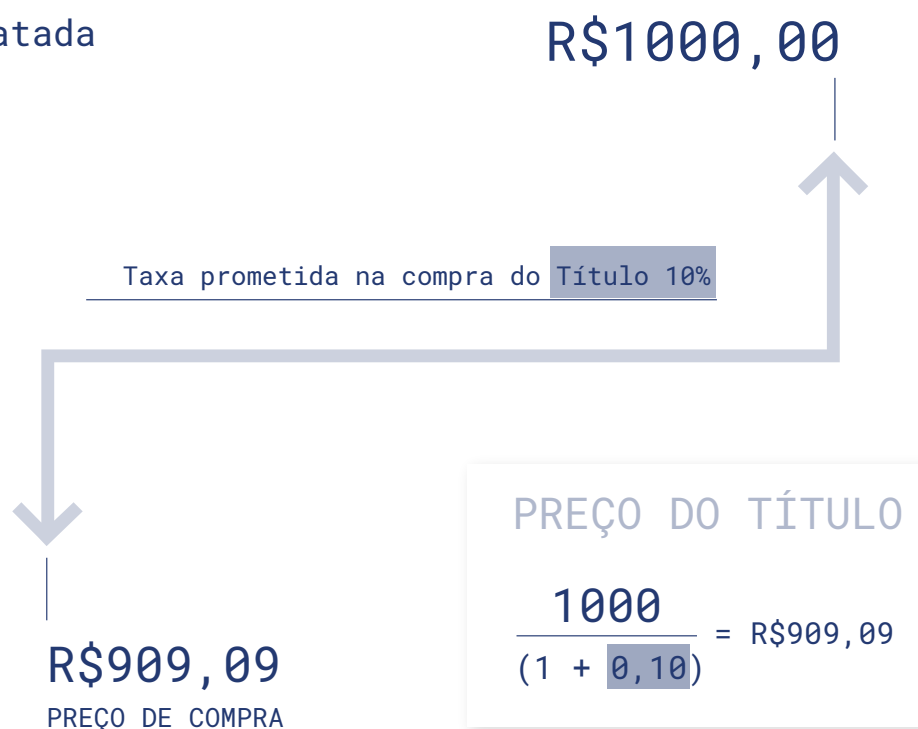 R$1000,00
Taxa prometida na compra do Título 10%
PREÇO DO TÍTULO
1000
= R$909,09
(1 + 0,10)
R$909,09
PREÇO DE COMPRA